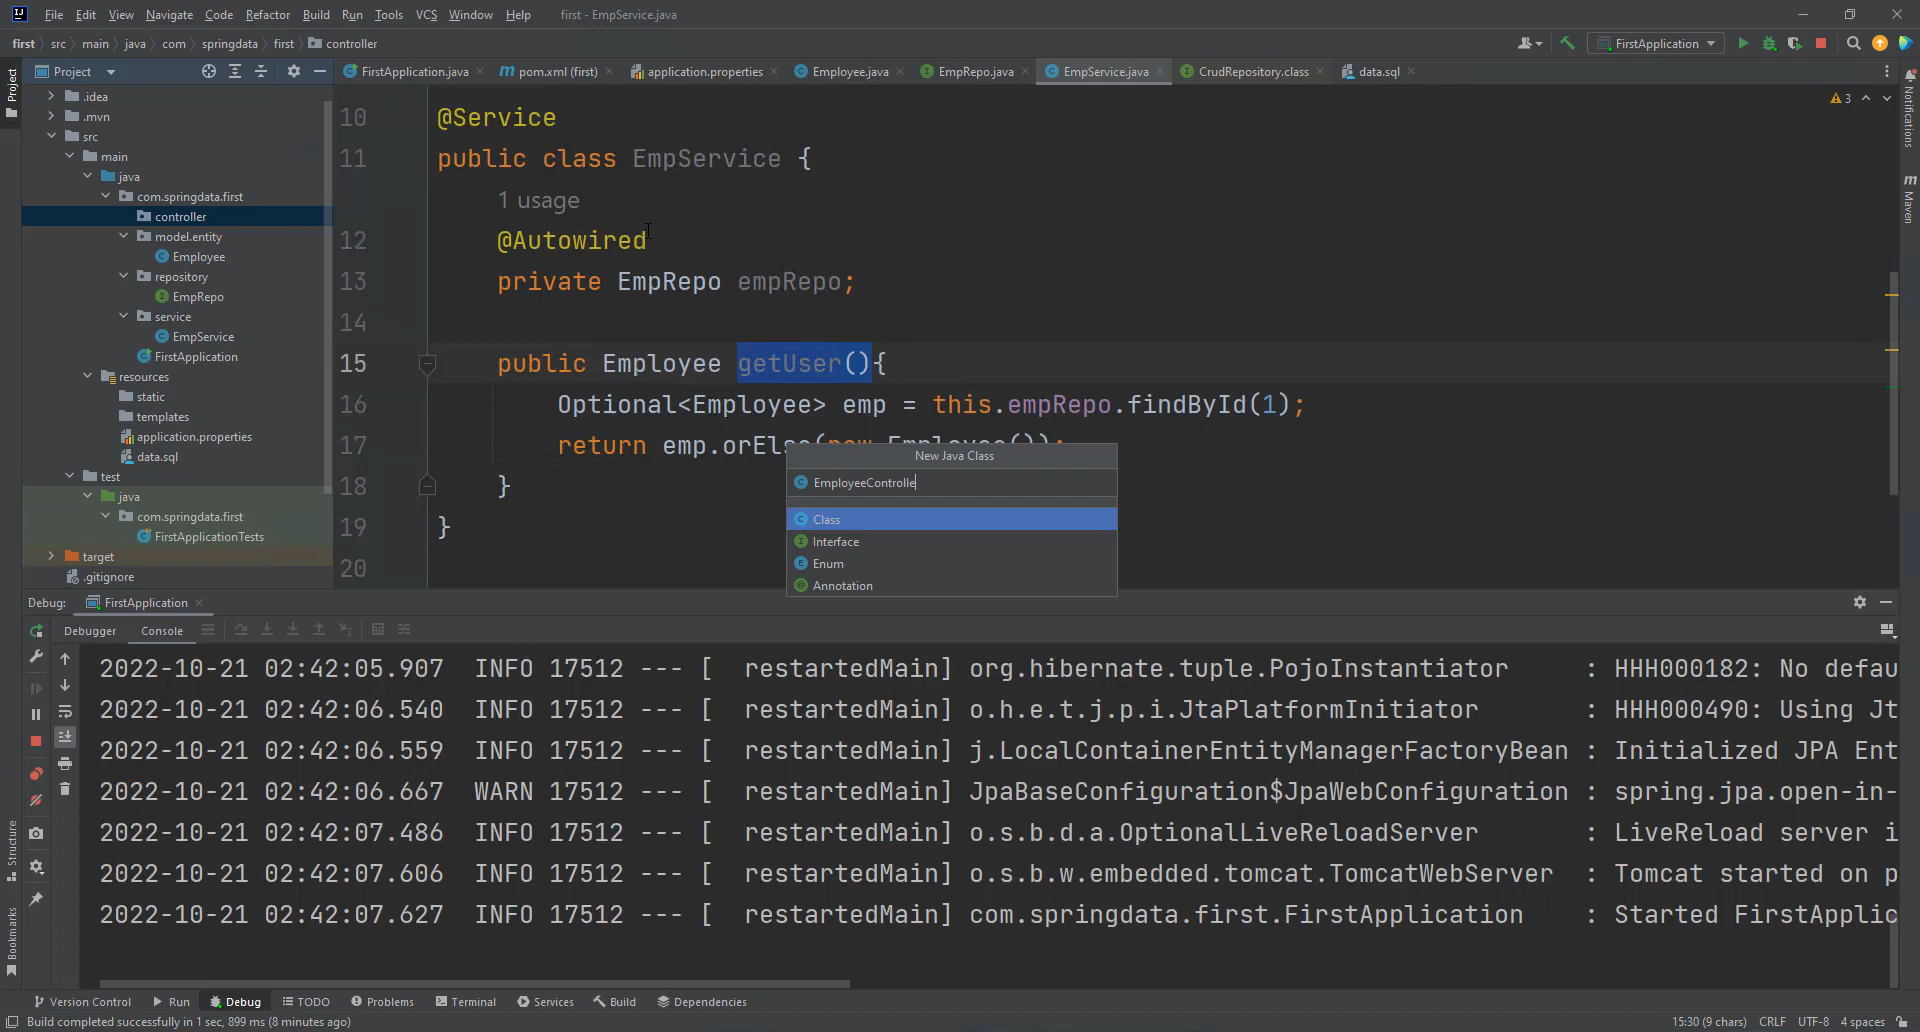 File Edit View Navigate Code Refactor Build Run Tools VCS Window Help first - EmpService.java
first src main java com springdata first controller FirstApplication
Project FirstApplication.java pom.xml (first) application.properties Employee.java EmpRepo.java EmpService.java CrudRepository.class data.sql
Project
Notifications
Maven
.idea
.mvn
src
main
java
com.springdata.first
controller
model.entity
Employee
repository
EmpRepo
service
EmpService
FirstApplication
resources
static
templates
application.properties
data.sql
test
java
com.springdata.first
FirstApplicationTests
target
.gitignore
3
10 @Service
11 public class EmpService {
1 usage
12 @Autowired
13 private EmpRepo empRepo;
14
15 public Employee getUser(){
16 Optional<Employee> emp = this.empRepo.findById(1);
17 return emp.orElse(new Employee());
18 }
19 }
20
New Java Class
EmployeeControlle
Class
Interface
Enum
Annotation
Debug: FirstApplication
Debugger Console
2022-10-21 02:42:05.907 INFO 17512 --- [ restartedMain] org.hibernate.tuple.PojoInstantiator : HHH000182: No defau
2022-10-21 02:42:06.540 INFO 17512 --- [ restartedMain] o.h.e.t.j.p.i.JtaPlatformInitiator : HHH000490: Using Jt
2022-10-21 02:42:06.559 INFO 17512 --- [ restartedMain] j.LocalContainerEntityManagerFactoryBean : Initialized JPA Ent
2022-10-21 02:42:06.667 WARN 17512 --- [ restartedMain] JpaBaseConfiguration$JpaWebConfiguration : spring.jpa.open-in-
2022-10-21 02:42:07.486 INFO 17512 --- [ restartedMain] o.s.b.d.a.OptionalLiveReloadServer : LiveReload server i
2022-10-21 02:42:07.606 INFO 17512 --- [ restartedMain] o.s.b.w.embedded.tomcat.TomcatWebServer : Tomcat started on p
2022-10-21 02:42:07.627 INFO 17512 --- [ restartedMain] com.springdata.first.FirstApplication : Started FirstApplic
Structure
Bookmarks
Version Control Run Debug TODO Problems Terminal Services Build Dependencies
Build completed successfully in 1 sec, 899 ms (8 minutes ago) 15:30 (9 chars) CRLF UTF-8 4 spaces